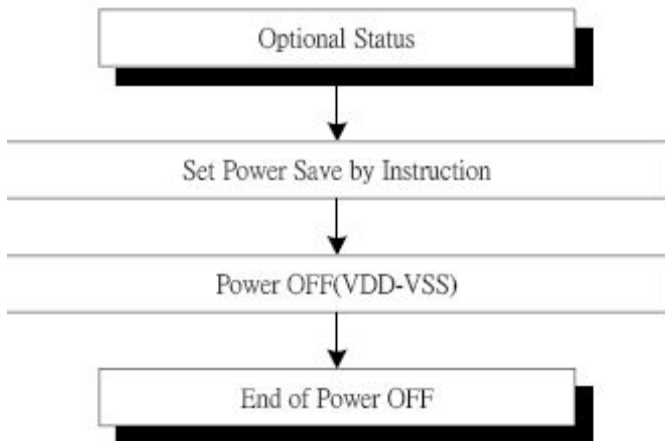 Optional Status
Set Power Save by Instruction
Power OFF(VDD-VSS)
End of Power OFF